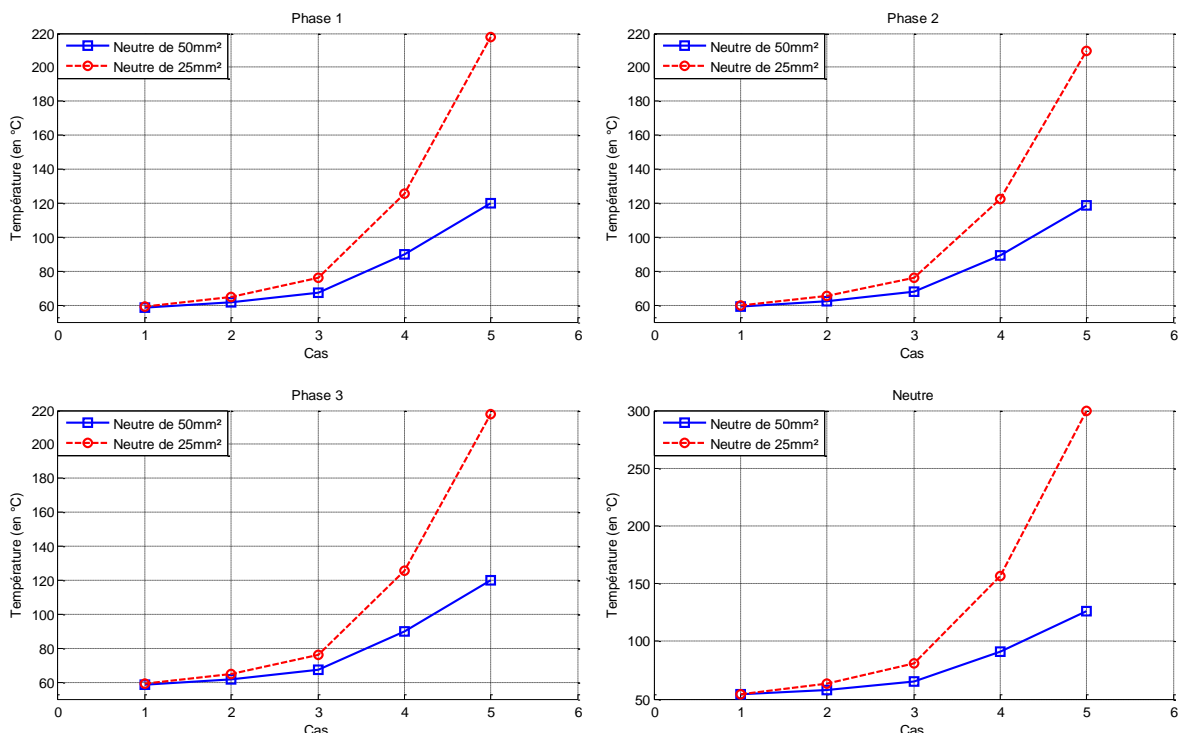 Phase 1
Neutre de 50mm²
Neutre de 25mm²
Température (en °C)
220
200
180
160
140
120
100
80
60
0 1 2 3 4 5 6
Cas
Phase 2
Neutre de 50mm²
Neutre de 25mm²
Température (en °C)
220
200
180
160
140
120
100
80
60
0 1 2 3 4 5 6
Cas
Phase 3
Neutre de 50mm²
Neutre de 25mm²
Température (en °C)
220
200
180
160
140
120
100
80
60
0 1 2 3 4 5 6
Cas
Neutre
Neutre de 50mm²
Neutre de 25mm²
Température (en °C)
300
250
200
150
100
50
0 1 2 3 4 5 6
Cas